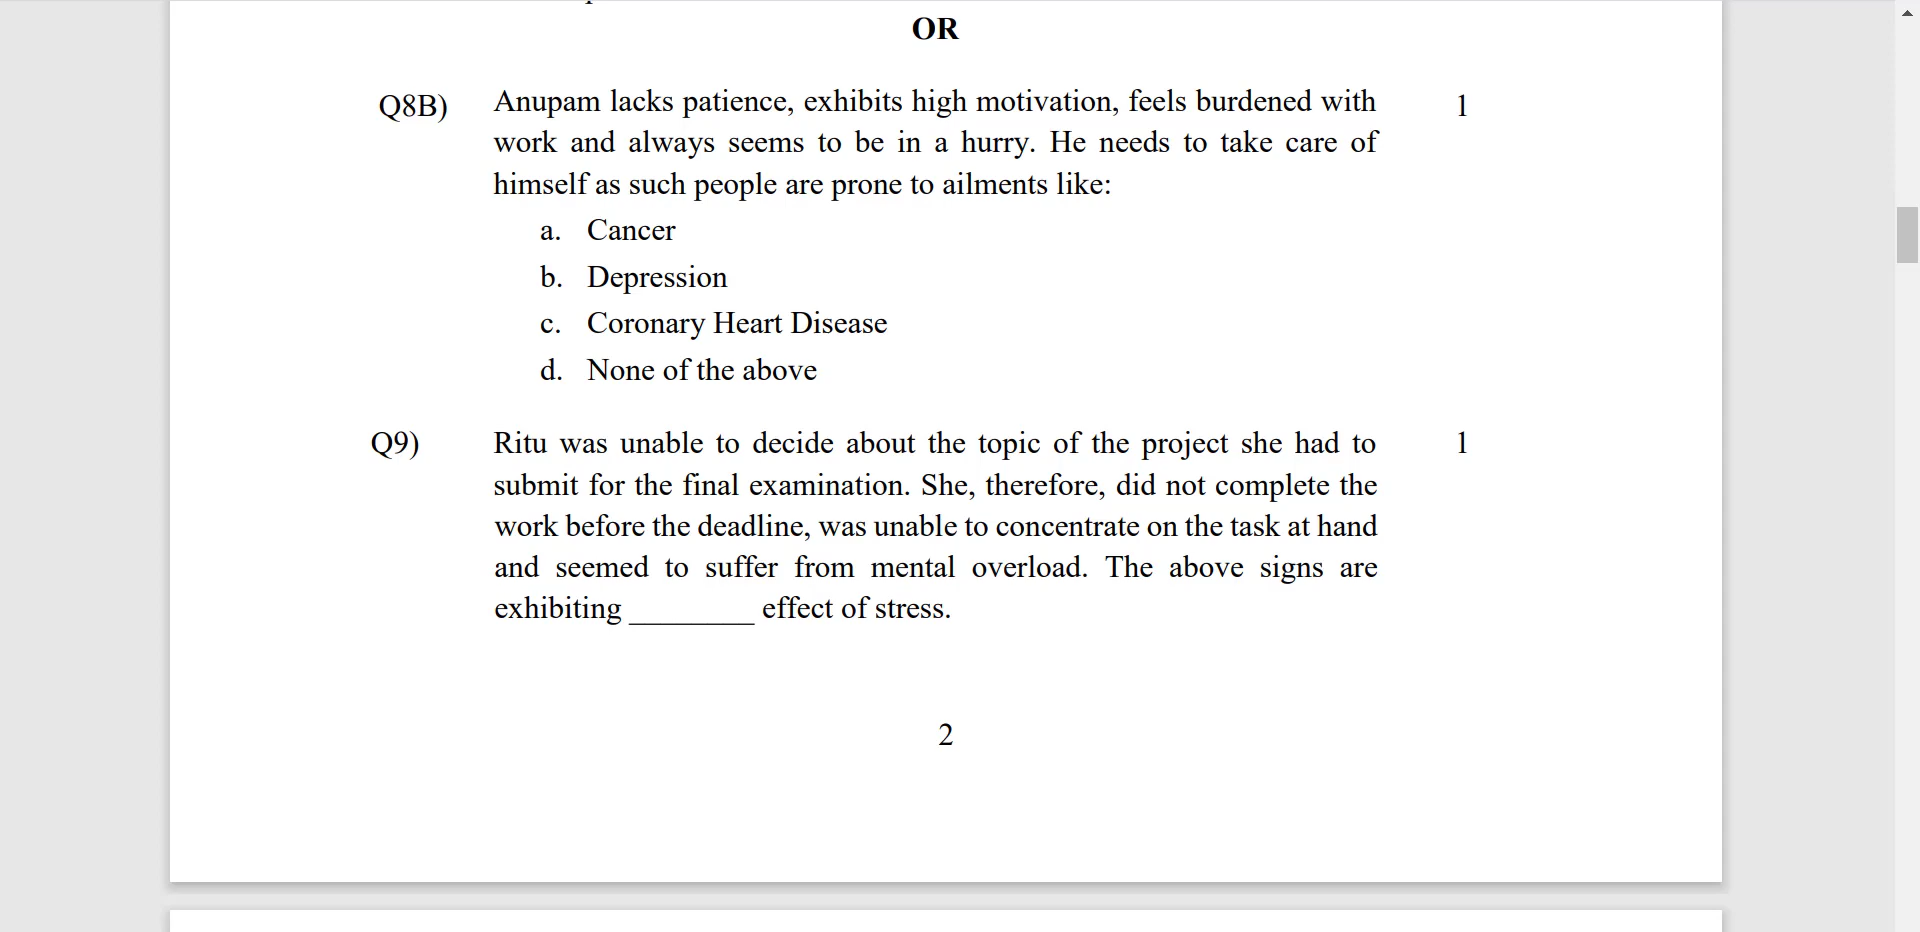 OR
Q8B) Anupam lacks patience, exhibits high motivation, feels burdened with 1
work and always seems to be in a hurry. He needs to take care of
himself as such people are prone to ailments like:
a. Cancer
b. Depression
c. Coronary Heart Disease
d. None of the above
Q9) Ritu was unable to decide about the topic of the project she had to 1
submit for the final examination. She, therefore, did not complete the
work before the deadline, was unable to concentrate on the task at hand
and seemed to suffer from mental overload. The above signs are
exhibiting ________ effect of stress.
2